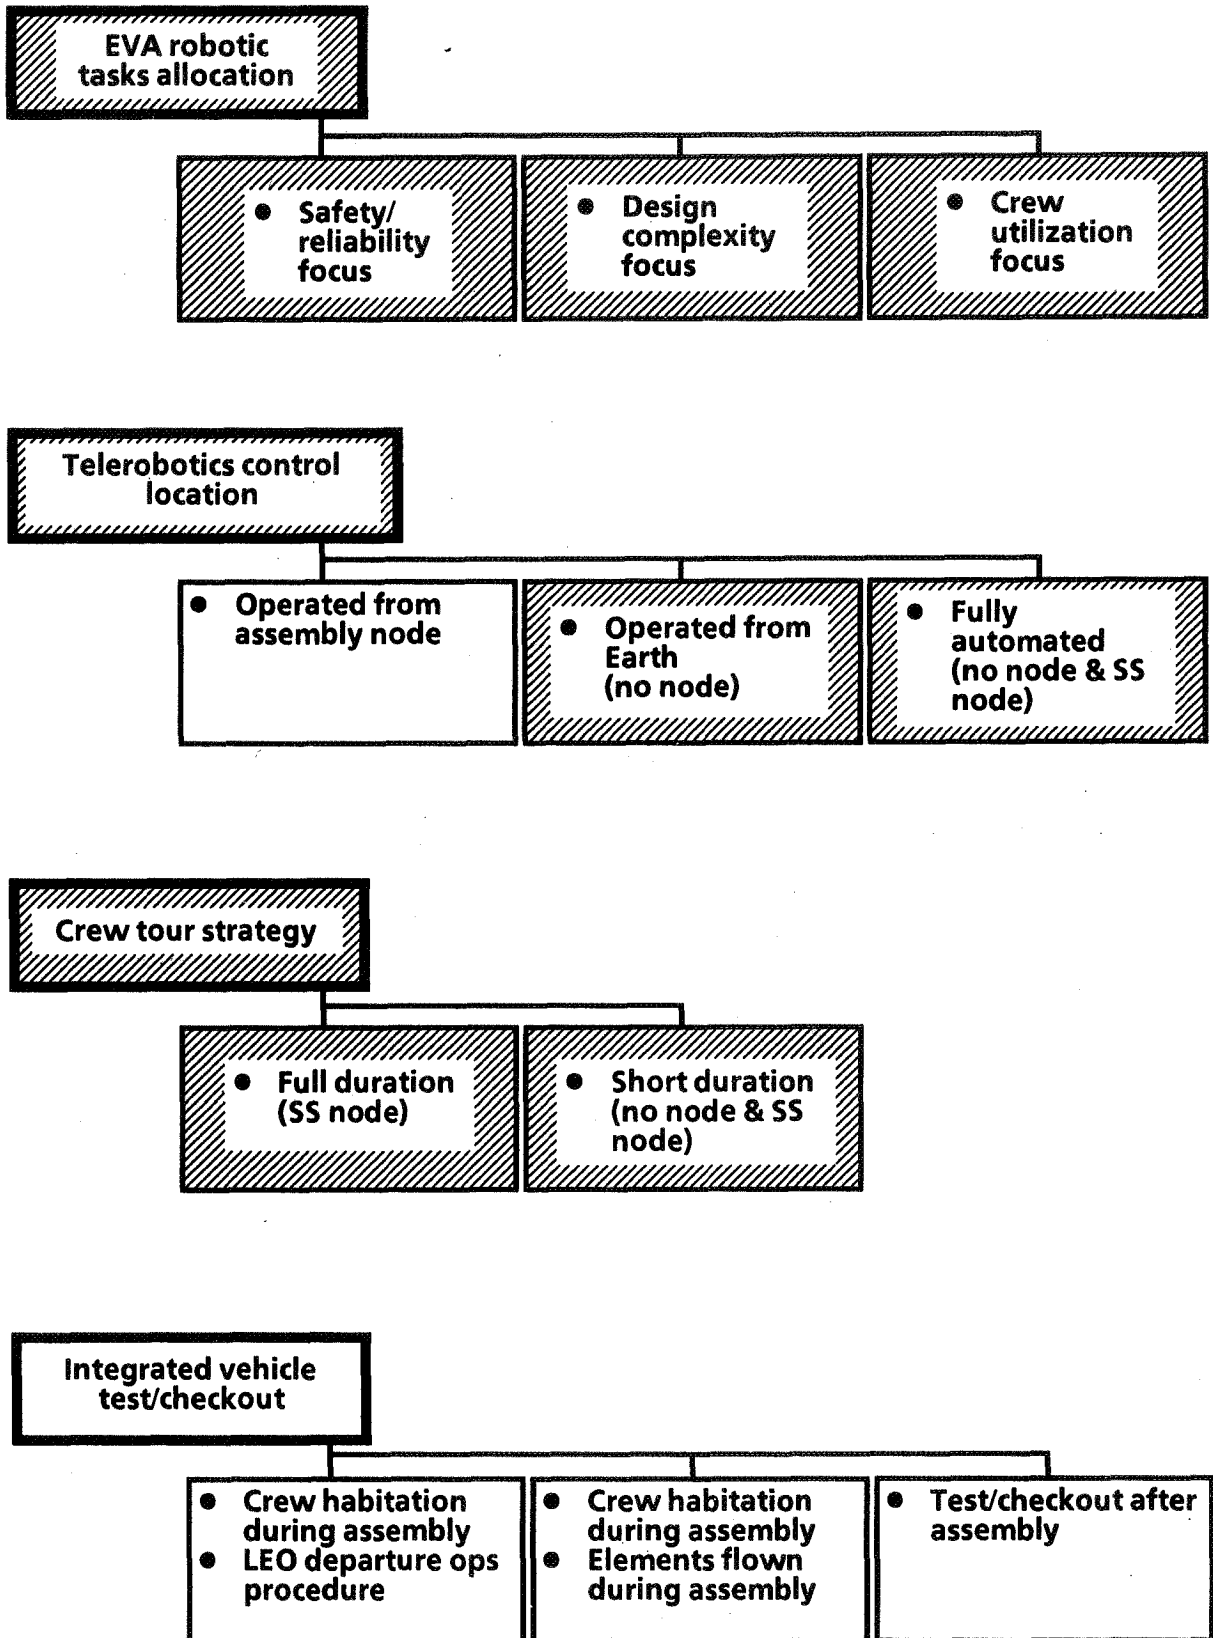 EVA robotic
tasks allocation
● Safety/
reliability
focus
● Design
complexity
focus
● Crew
utilization
focus
Telerobotics control
location
● Operated from
assembly node
● Operated from
Earth
(no node)
● Fully
automated
(no node & SS
node)
Crew tour strategy
● Full duration
(SS node)
● Short duration
(no node & SS
node)
Integrated vehicle
test/checkout
● Crew habitation
during assembly
● LEO departure ops
procedure
● Crew habitation
during assembly
● Elements flown
during assembly
● Test/checkout after
assembly